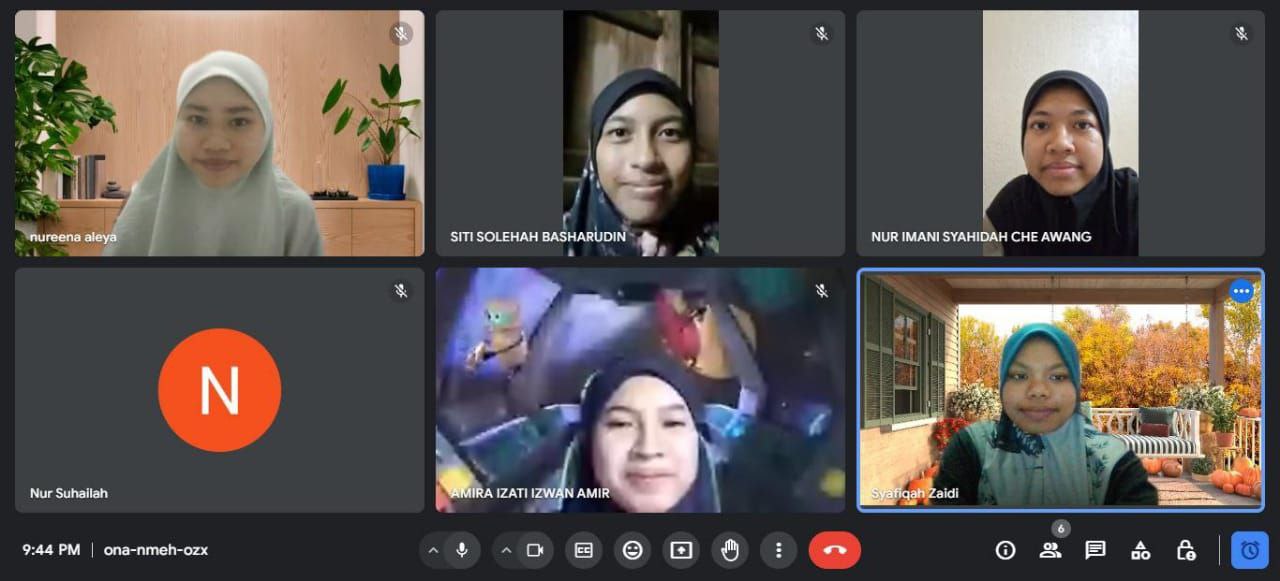 nureena aleya
SITI SOLEHAH BASHARUDIN
NUR IMANI SYAHIDAH CHE AWANG
N
Nur Suhailah
AMIRA IZATI IZWAN AMIR
Syafiqah Zaidi
6
9:44 PM | ona-nmeh-ozx
CC